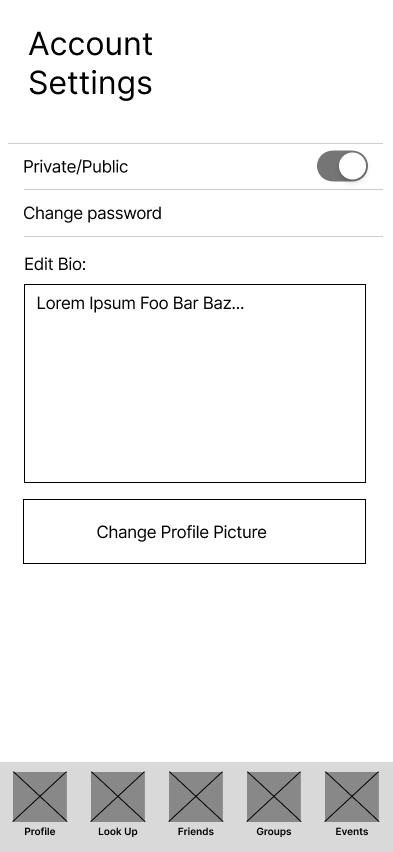 Account
Settings
Private/Public
Change password
Edit Bio:
Lorem Ipsum Foo Bar Baz...
Change Profile Picture
Profile
Look Up
Friends
Groups
Events